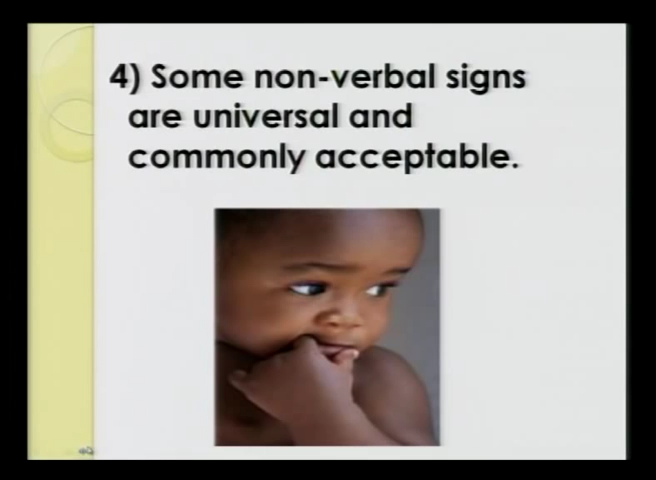 4) Some non-verbal signs
are universal and
commonly acceptable.